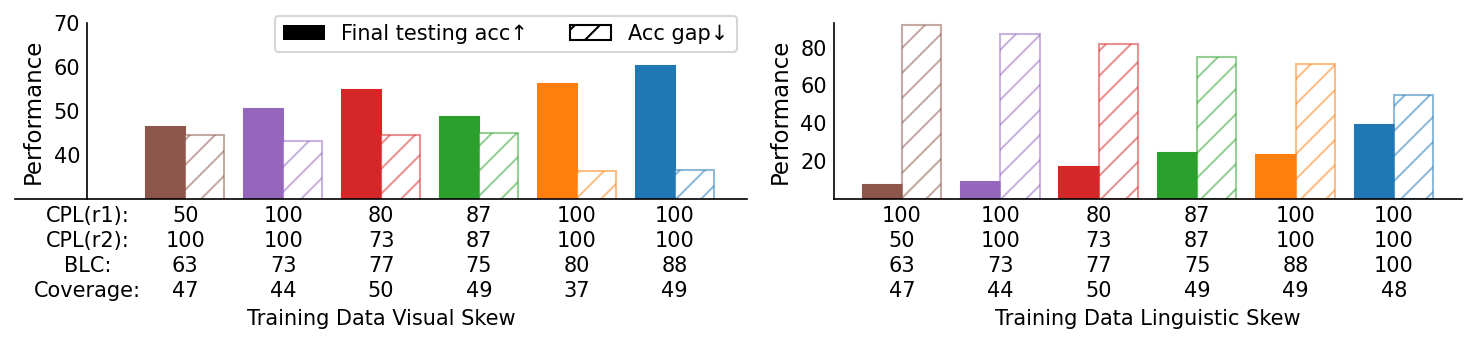 Final testing acc↑ Acc gap↓
Performance
70
60
50
40
CPL(r1): 50 100 80 87 100 100
CPL(r2): 100 100 73 87 100 100
BLC: 63 73 77 75 80 88
Coverage: 47 44 50 49 37 49
Training Data Visual Skew
Performance
80
60
40
20
100 100 80 87 100 100
50 100 73 87 100 100
63 73 77 75 88 100
47 44 50 49 49 48
Training Data Linguistic Skew